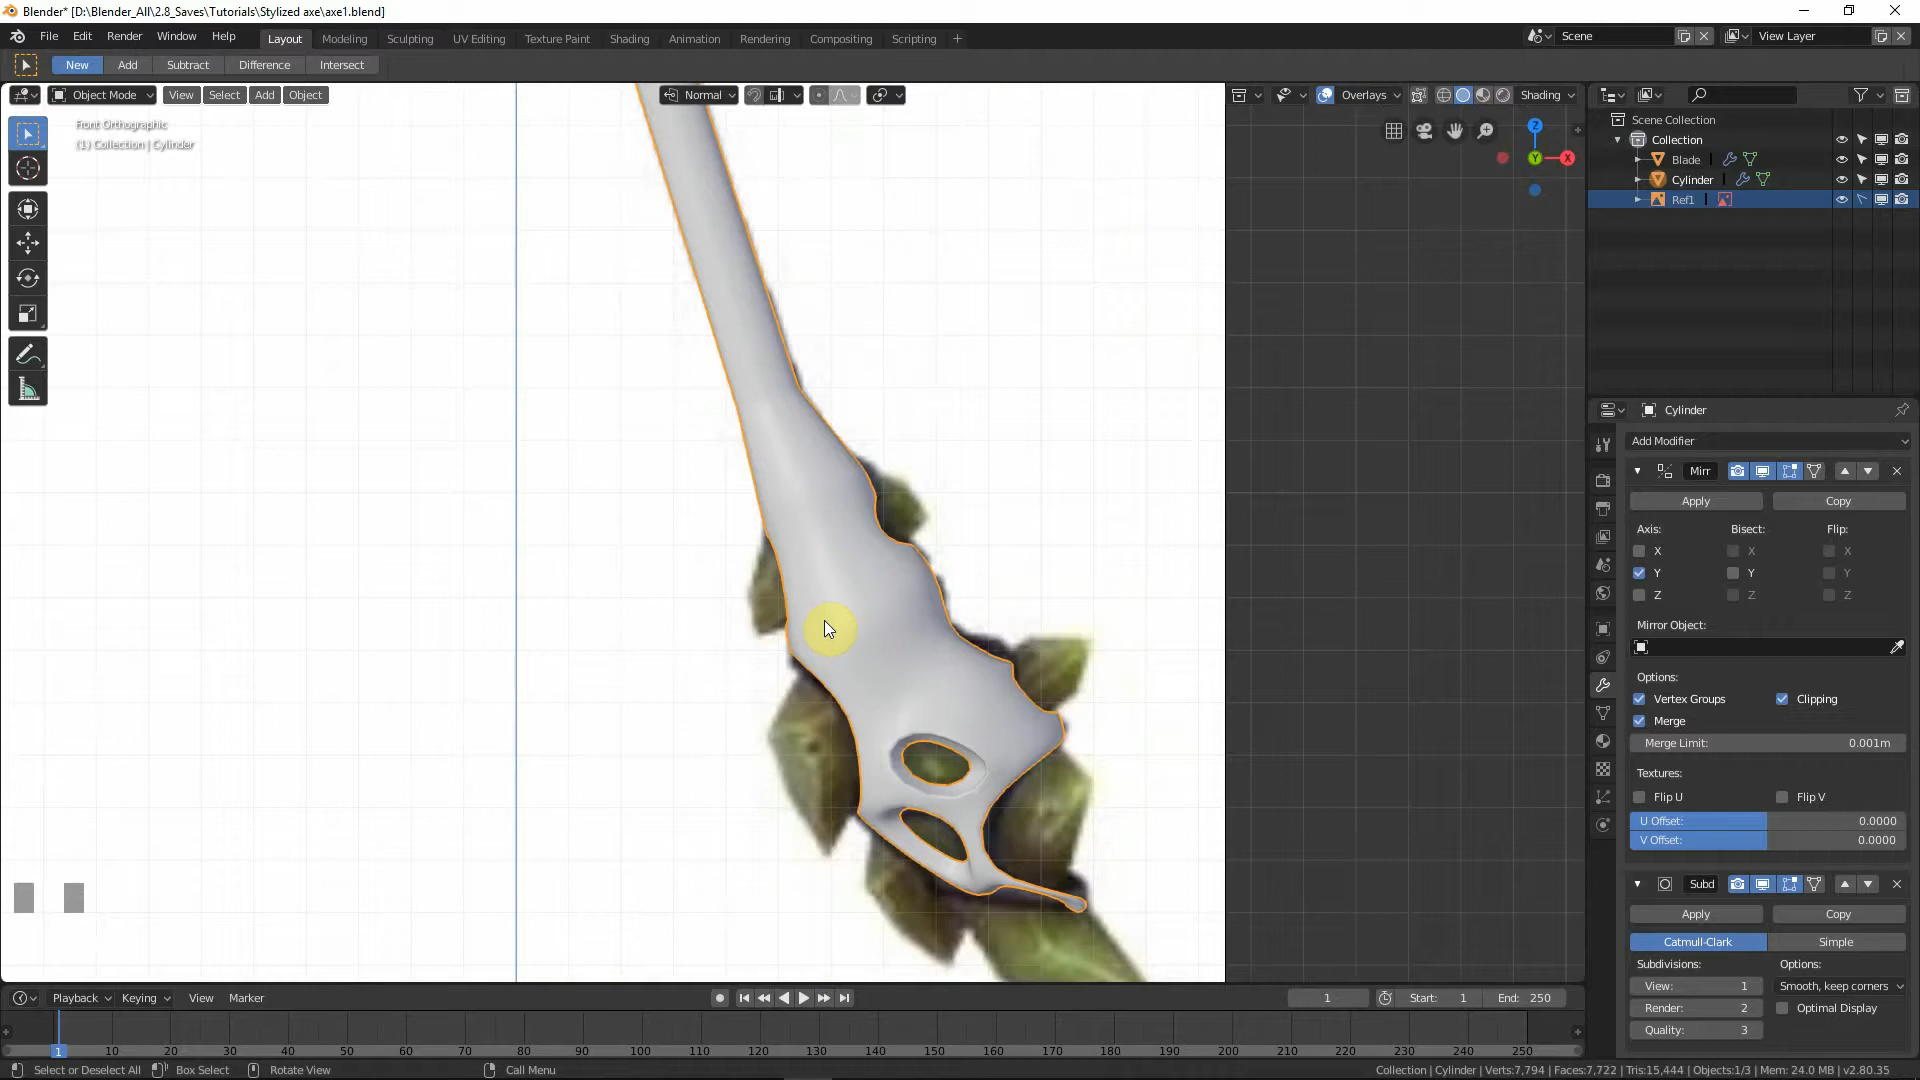 Blender* [D:\Blender_All\2.8_Saves\Tutorials\Stylized axe\axe1.blend]
File Edit Render Window Help Layout Modeling Sculpting UV Editing Texture Paint Shading Animation Rendering Compositing Scripting + Scene View Layer
New Add Subtract Difference Intersect
Object Mode View Select Add Object Normal Overlays Shading
Front Orthographic
(1) Collection | Cylinder
Z
Y X
Scene Collection
Collection
Blade
Cylinder
Ref1
Cylinder
Add Modifier
Mirr
Apply Copy
Axis: Bisect: Flip:
X X X
Y Y Y
Z Z Z
Mirror Object:
Options:
Vertex Groups Clipping
Merge
Merge Limit: 0.001m
Textures:
Flip U Flip V
U Offset: 0.0000
V Offset: 0.0000
Subd
Apply Copy
Catmull-Clark Simple
Subdivisions: Options:
View: 1 Smooth, keep corners
Render: 2 Optimal Display
Quality: 3
Playback Keying View Marker 1 Start: 1 End: 250
1 10 20 30 40 50 60 70 80 90 100 110 120 130 140 150 160 170 180 190 200 210 220 230 240 250
Select or Deselect All Box Select Rotate View Call Menu Collection | Cylinder | Verts:7,794 | Faces:7,722 | Tris:15,444 | Objects:1/3 | Mem: 24.0 MB | v2.80.35